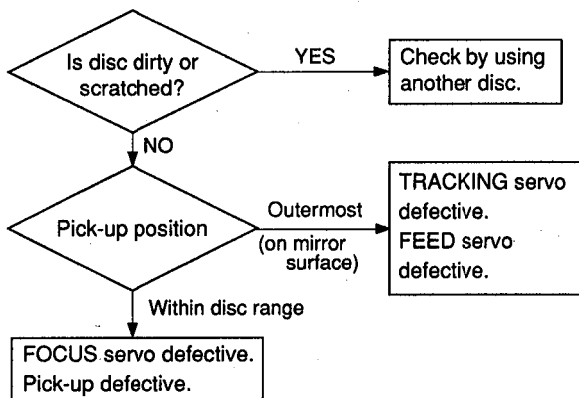 Is disc dirty or
scratched?
YES
Check by using
another disc.
NO
Pick-up position
Outermost
(on mirror
surface)
TRACKING servo
defective.
FEED servo
defective.
Within disc range
FOCUS servo defective.
Pick-up defective.